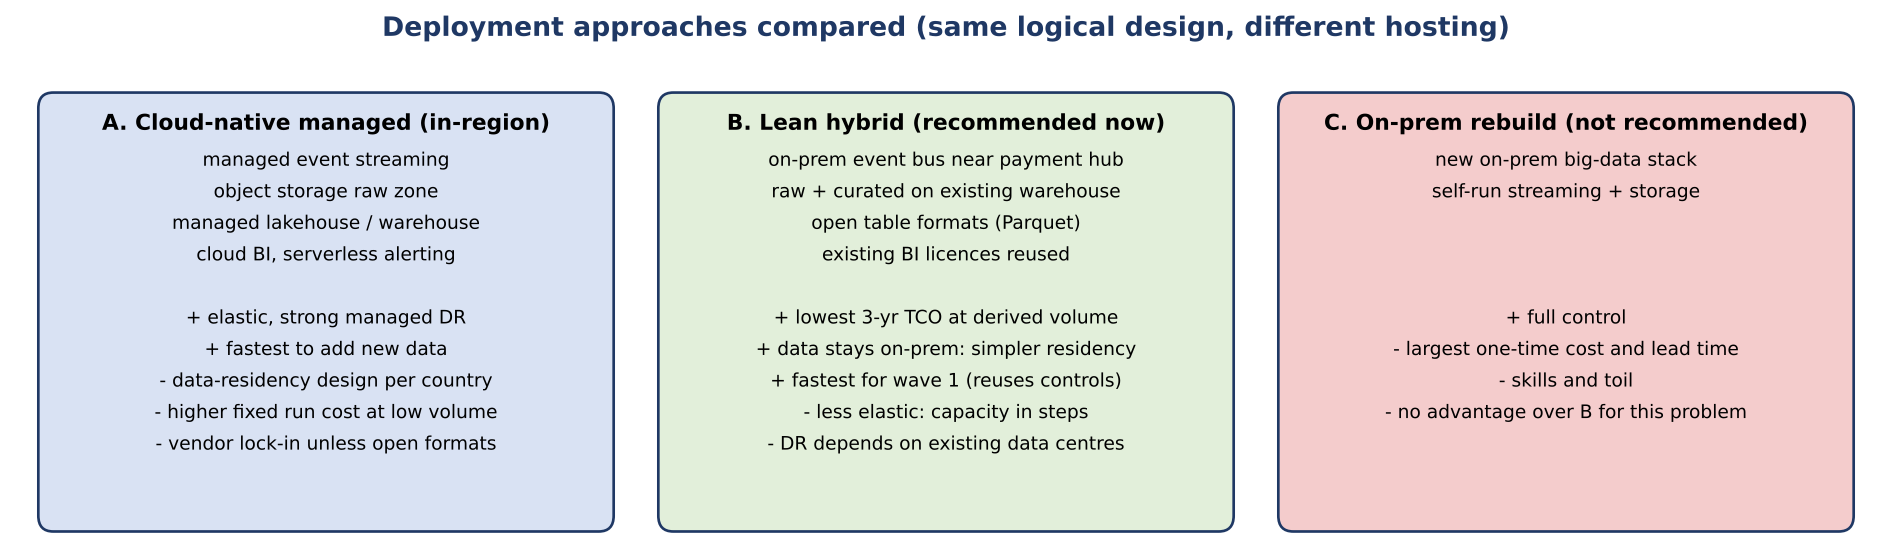 Deployment approaches compared (same logical design, different hosting)
A. Cloud-native managed (in-region)
managed event streaming
object storage raw zone
managed lakehouse / warehouse
cloud BI, serverless alerting
+ elastic, strong managed DR
+ fastest to add new data
- data-residency design per country
- higher fixed run cost at low volume
- vendor lock-in unless open formats
B. Lean hybrid (recommended now)
on-prem event bus near payment hub
raw + curated on existing warehouse
open table formats (Parquet)
existing BI licences reused
+ lowest 3-yr TCO at derived volume
+ data stays on-prem: simpler residency
+ fastest for wave 1 (reuses controls)
- less elastic: capacity in steps
- DR depends on existing data centres
C. On-prem rebuild (not recommended)
new on-prem big-data stack
self-run streaming + storage
+ full control
- largest one-time cost and lead time
- skills and toil
- no advantage over B for this problem